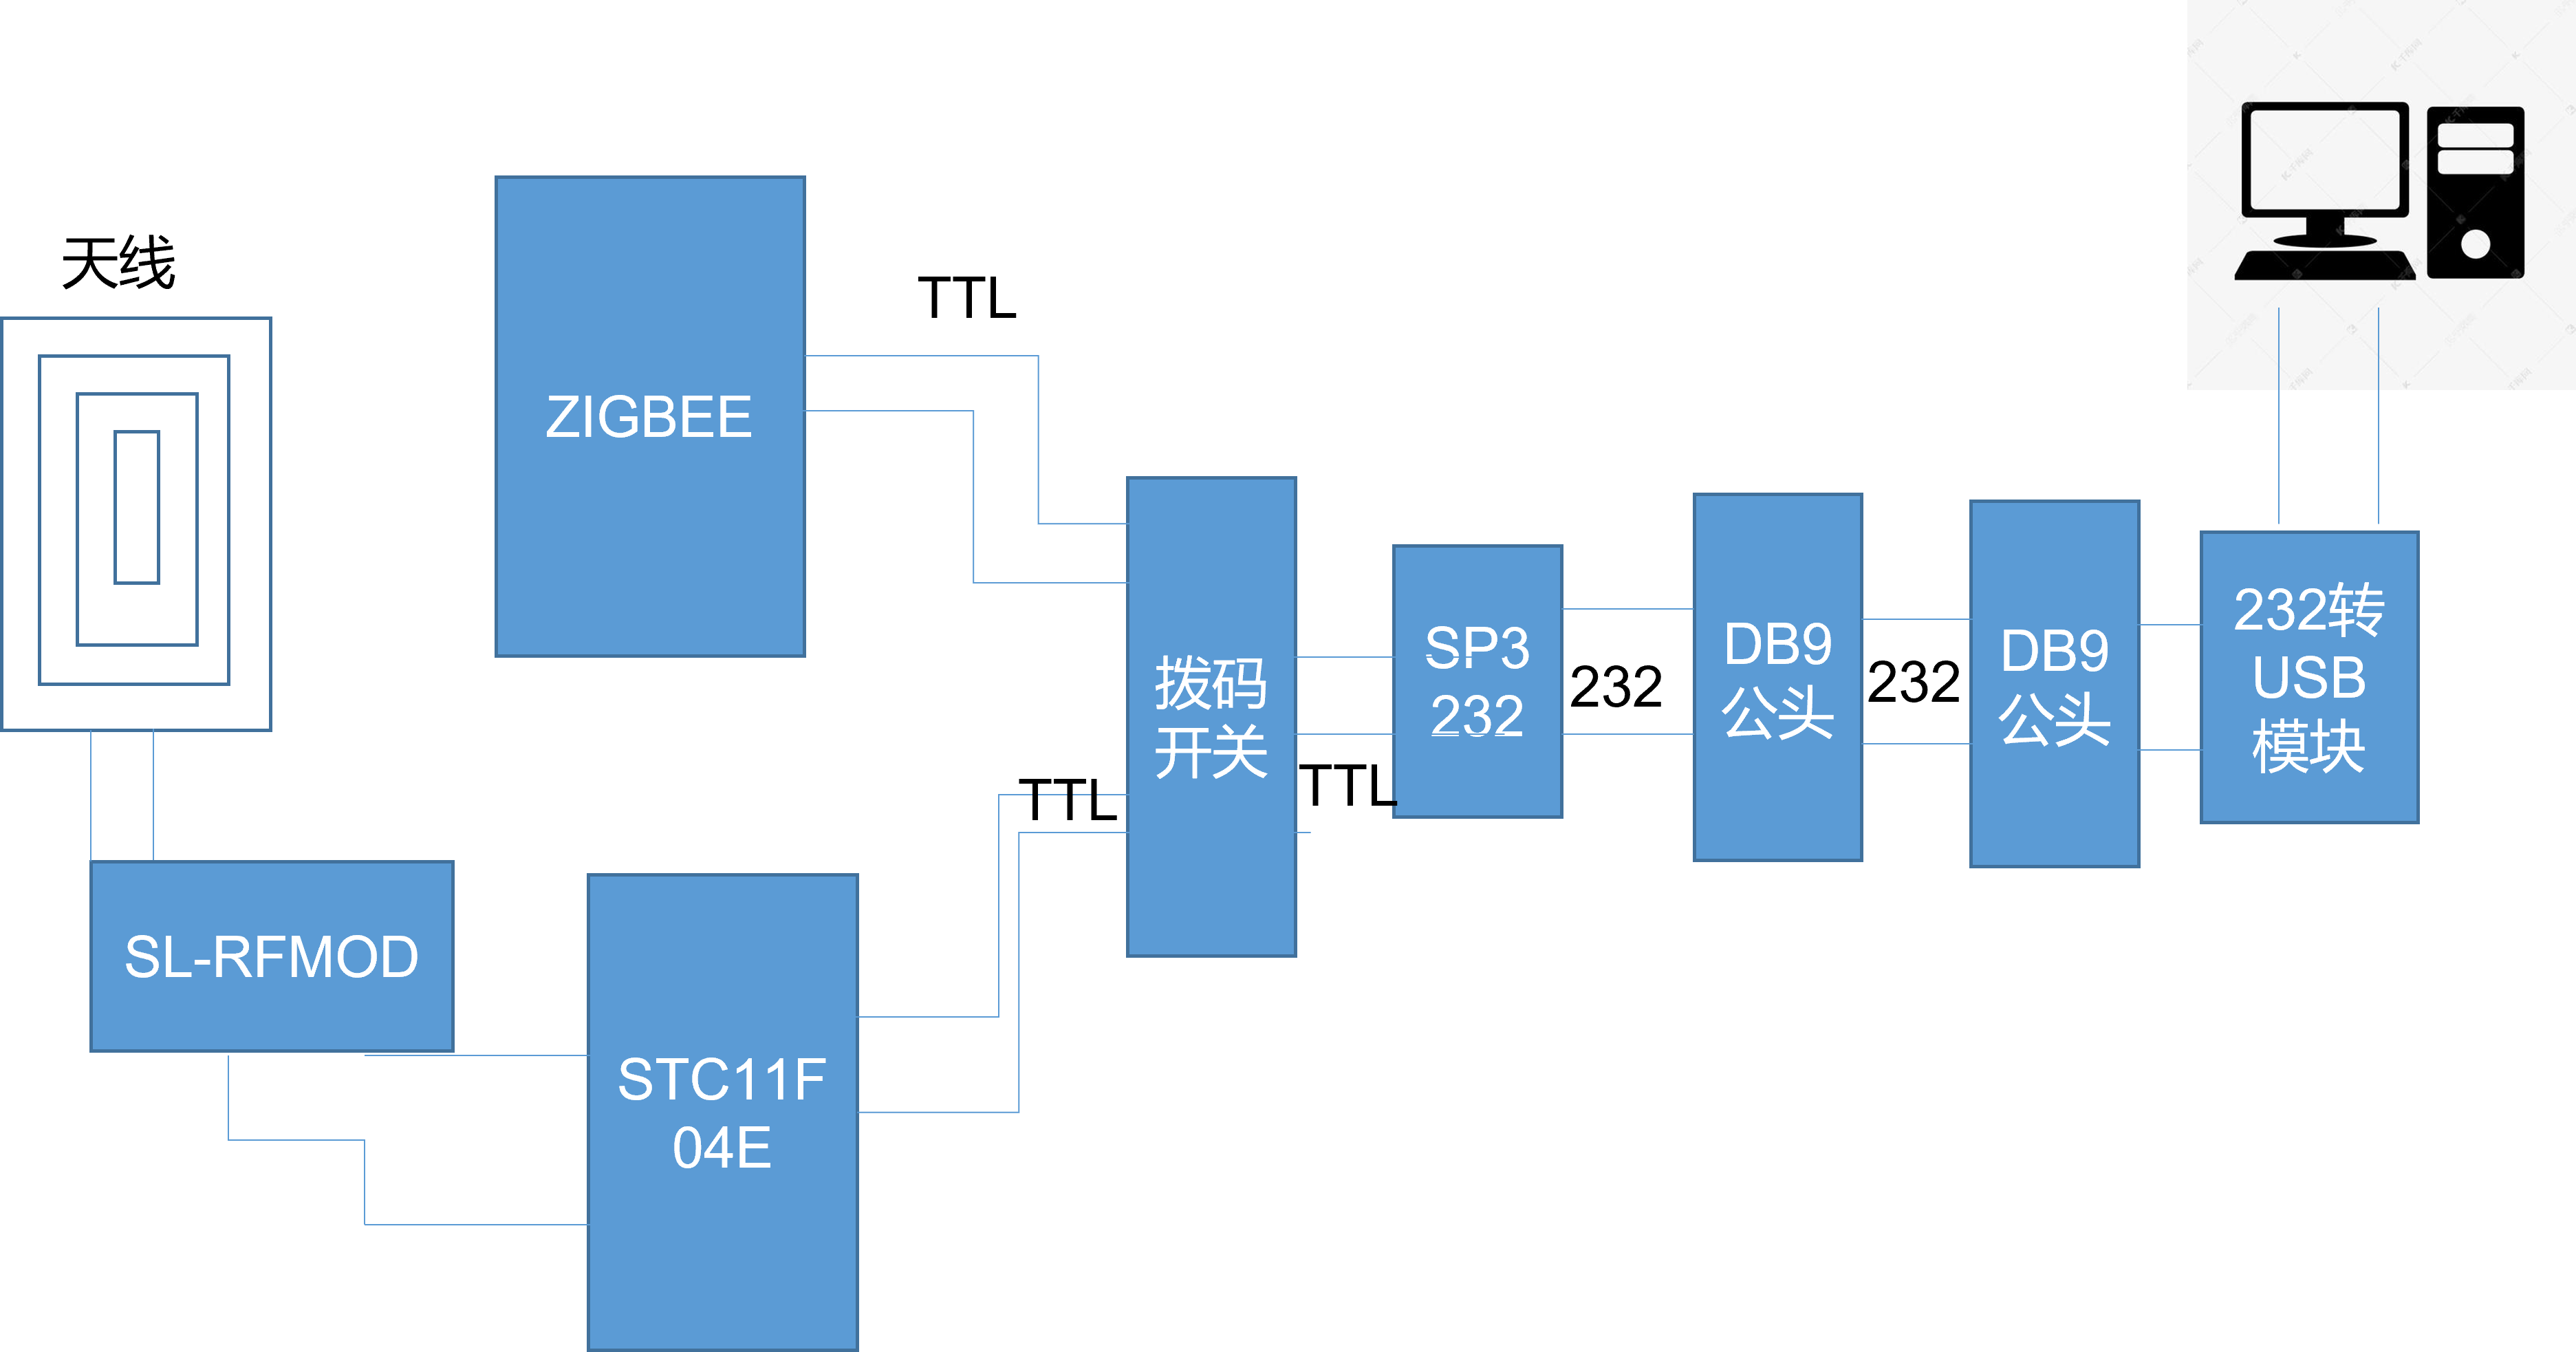 天线
ZIGBEE
TTL
拨码
开关
SP3
232
232
DB9
公头
232
DB9
公头
232转
USB
模块
TTL
TTL
SL-RFMOD
STC11F
04E